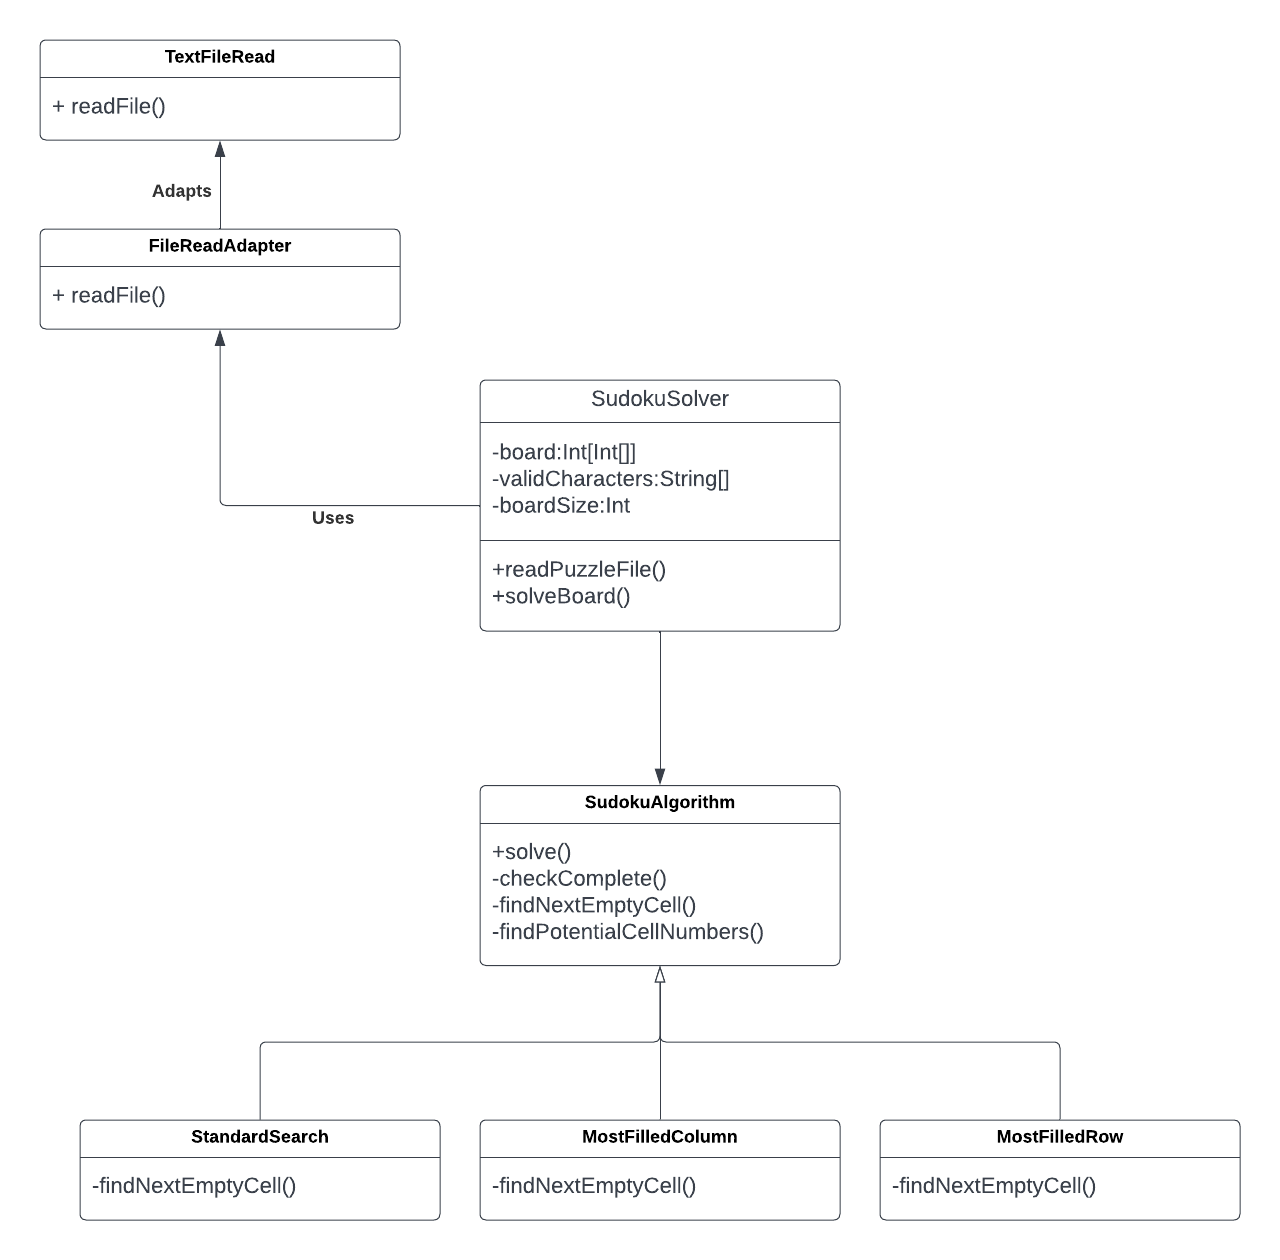 TextFileRead
+ readFile()
Adapts
FileReadAdapter
+ readFile()
SudokuSolver
-board:Int[Int[]]
-validCharacters:String[]
-boardSize:Int
Uses
+readPuzzleFile()
+solveBoard()
SudokuAlgorithm
+solve()
-checkComplete()
-findNextEmptyCell()
-findPotentialCellNumbers()
StandardSearch
-findNextEmptyCell()
MostFilledColumn
-findNextEmptyCell()
MostFilledRow
-findNextEmptyCell()